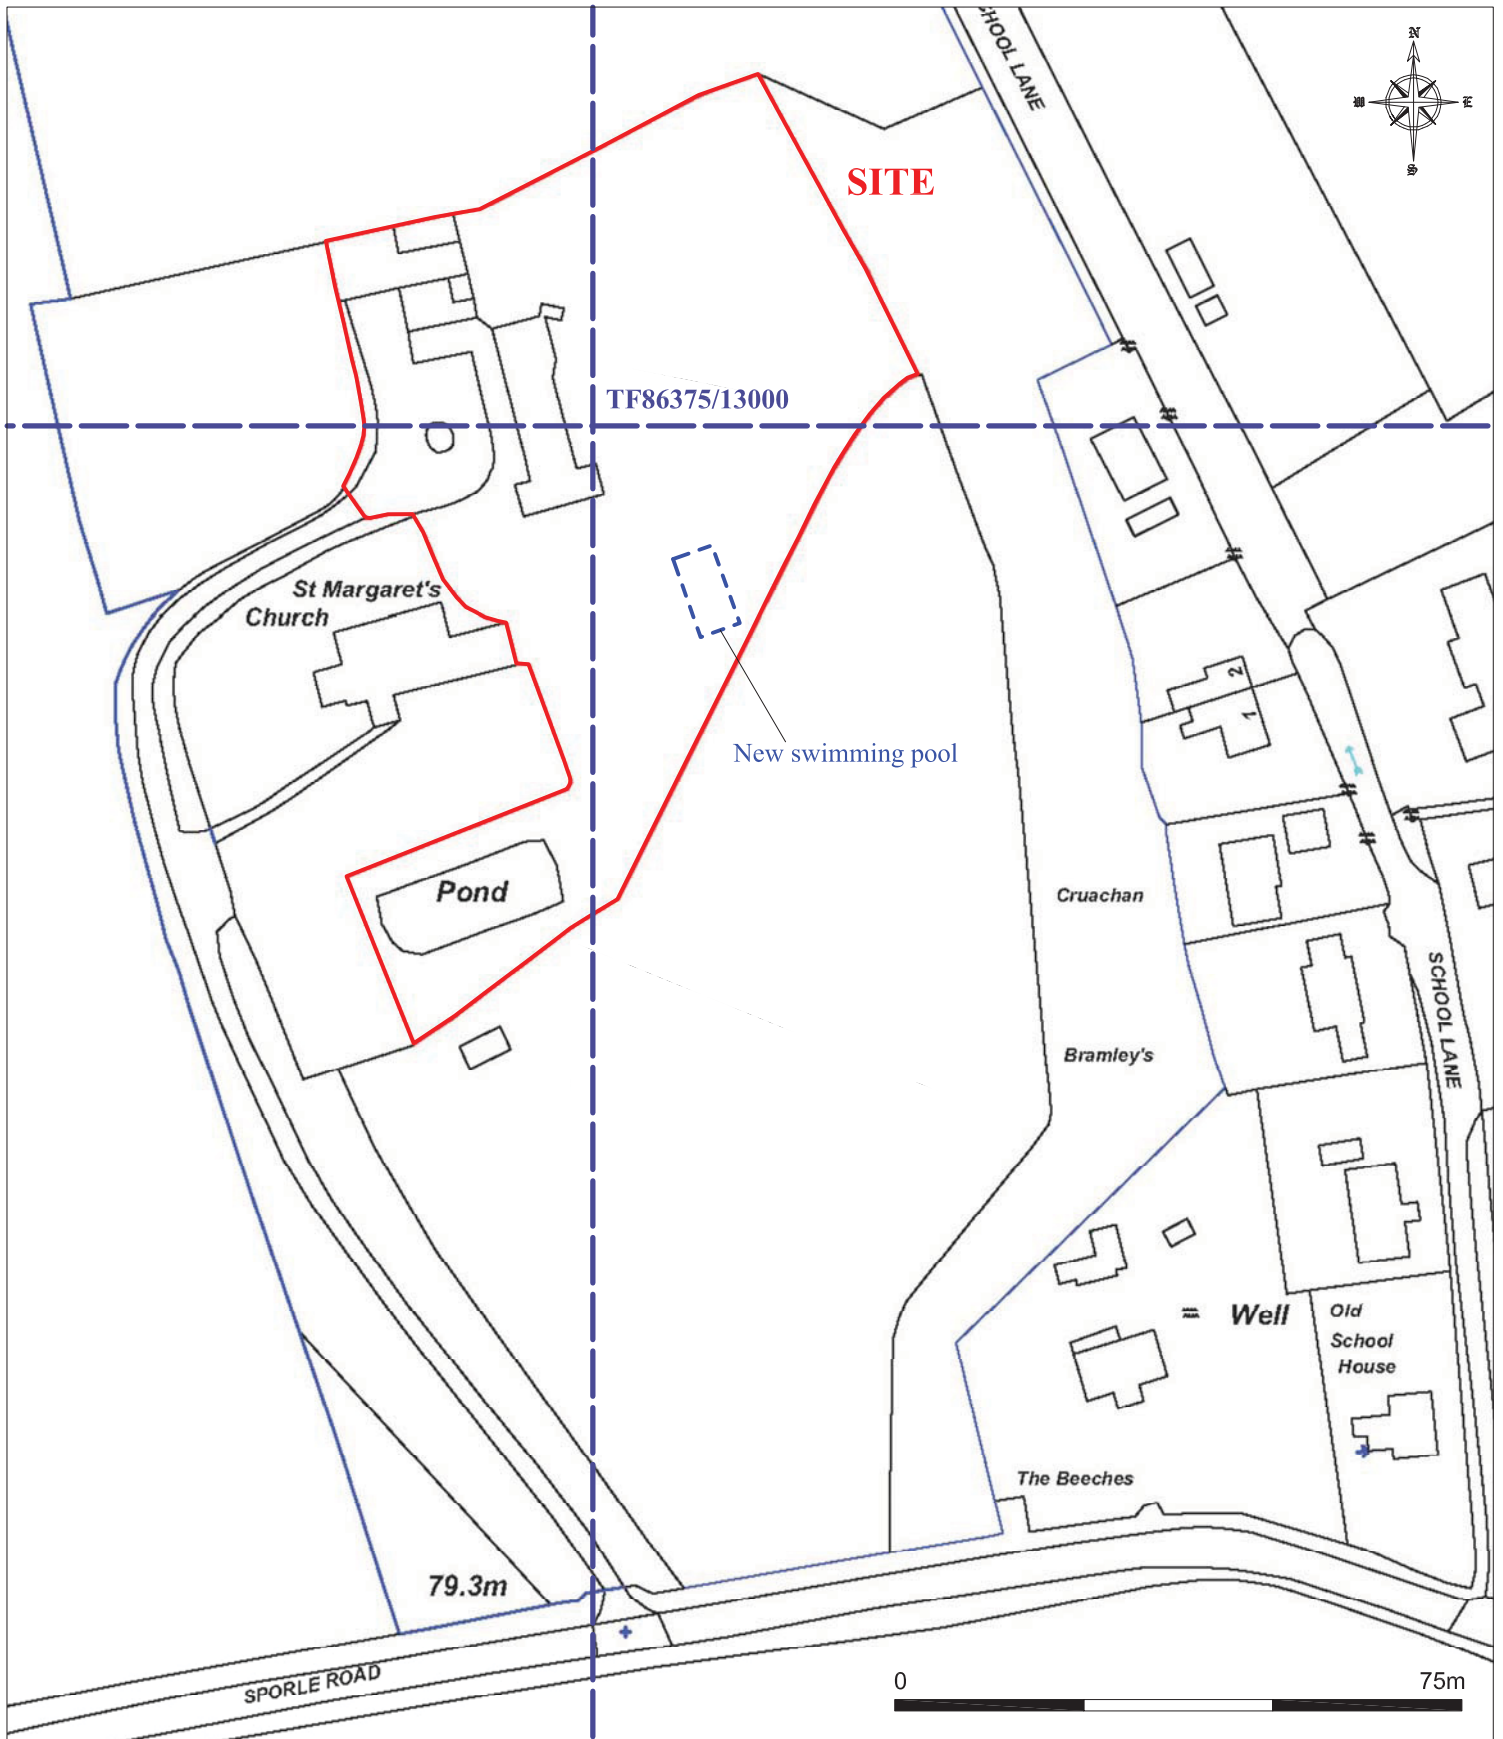 CHOOL LANE
N
W
E
S
SITE
TF86375/13000
St Margaret's
Church
2
1
New swimming pool
Pond
Cruachan
SCHOOL LANE
Bramley's
Well
Old
School
House
The Beeches
79.3m
SPORLE ROAD
0
75m